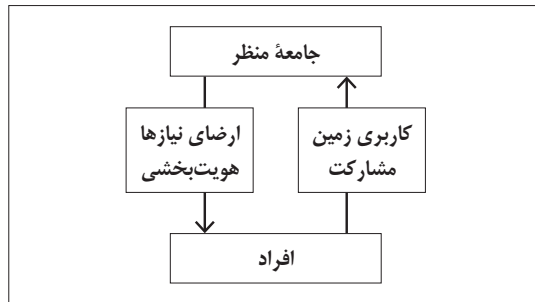 جامعهٔ منظر
کاربری زمین
مشارکت
ارضای نیازها
هویت‌بخشی
افراد